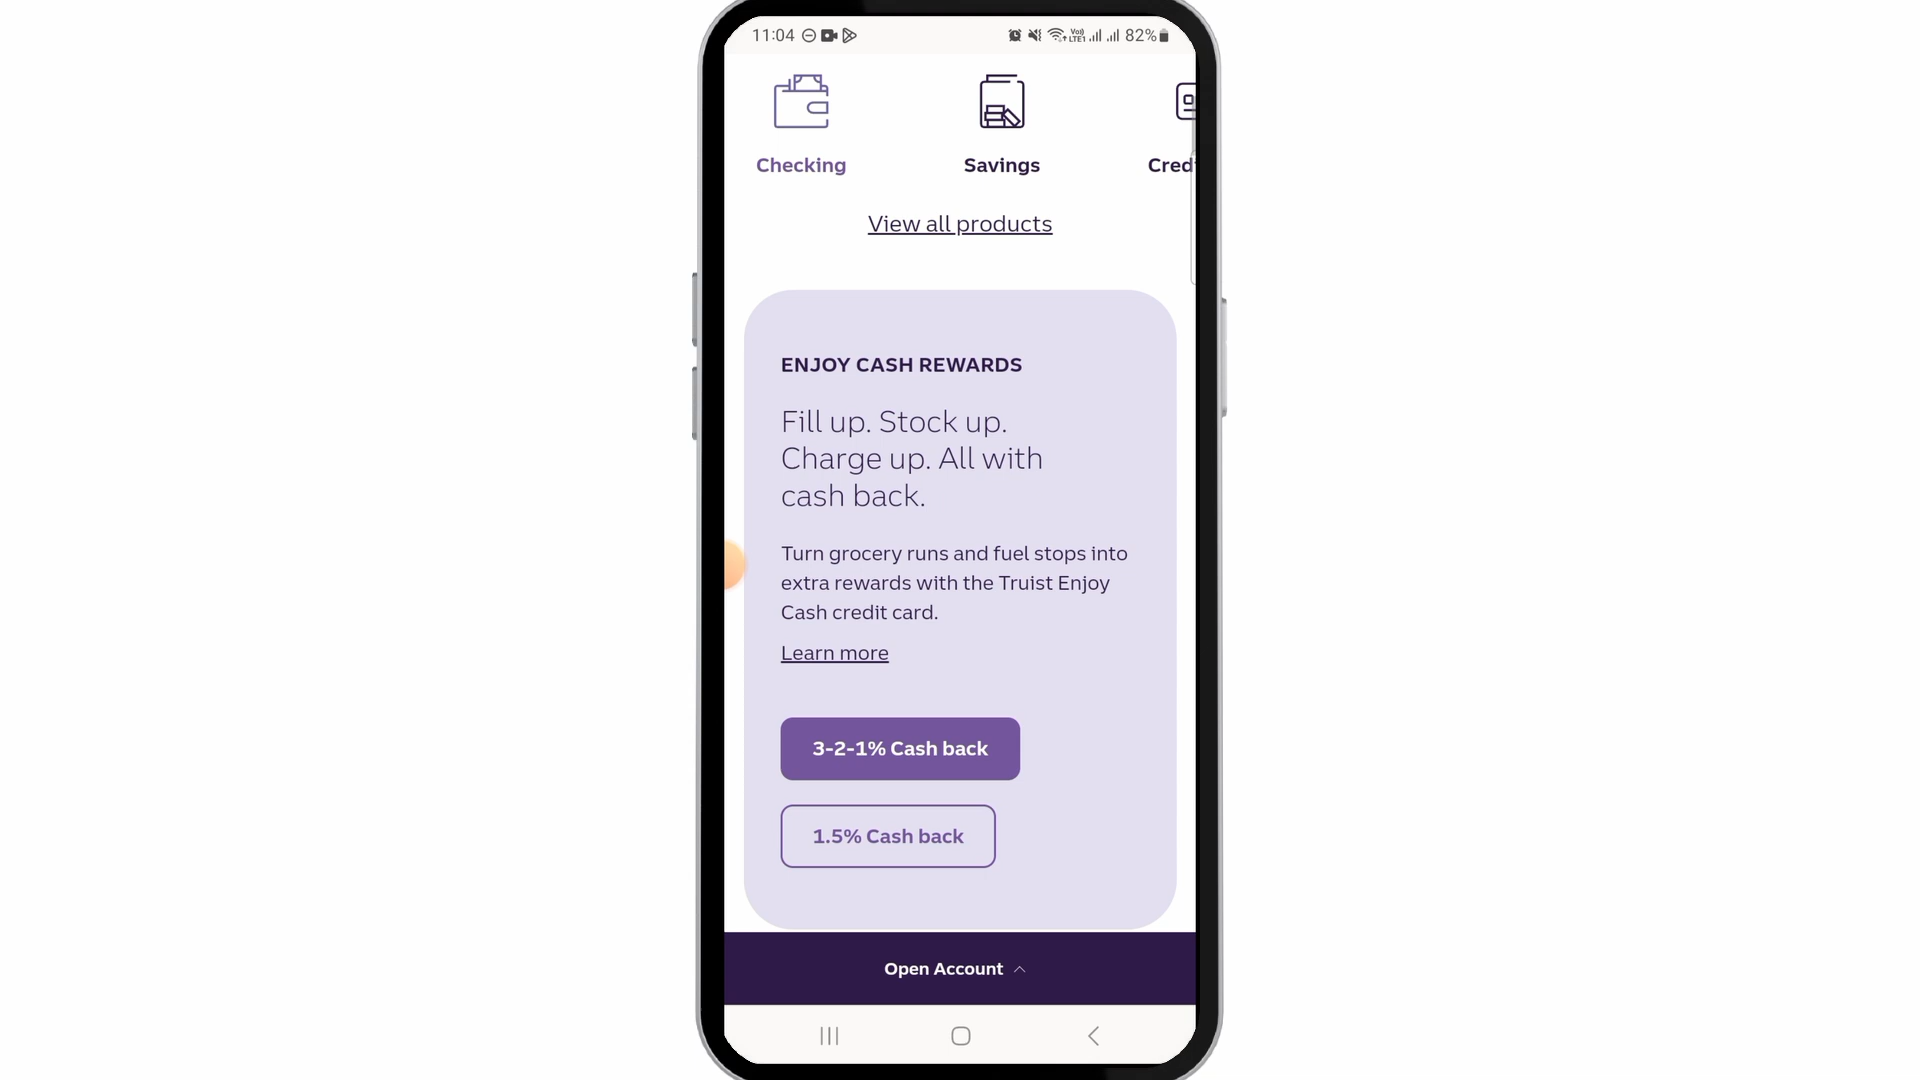 11:04
82%
Checking
Savings
Cred
View all products
ENJOY CASH REWARDS
Fill up. Stock up.
Charge up. All with
cash back.
Turn grocery runs and fuel stops into
extra rewards with the Truist Enjoy
Cash credit card.
Learn more
3-2-1% Cash back
1.5% Cash back
Open Account